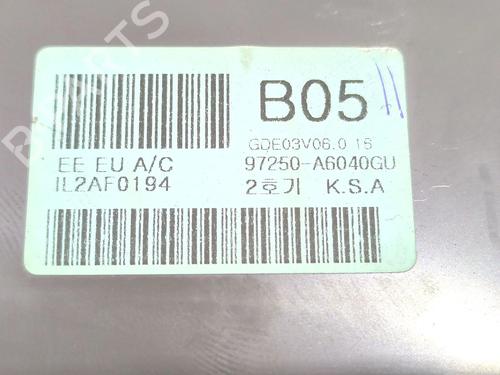 B05
GDE03V06.0 15
EE EU A/C
97250-A6040GU
IL2AF0194
2호기 K.S.A